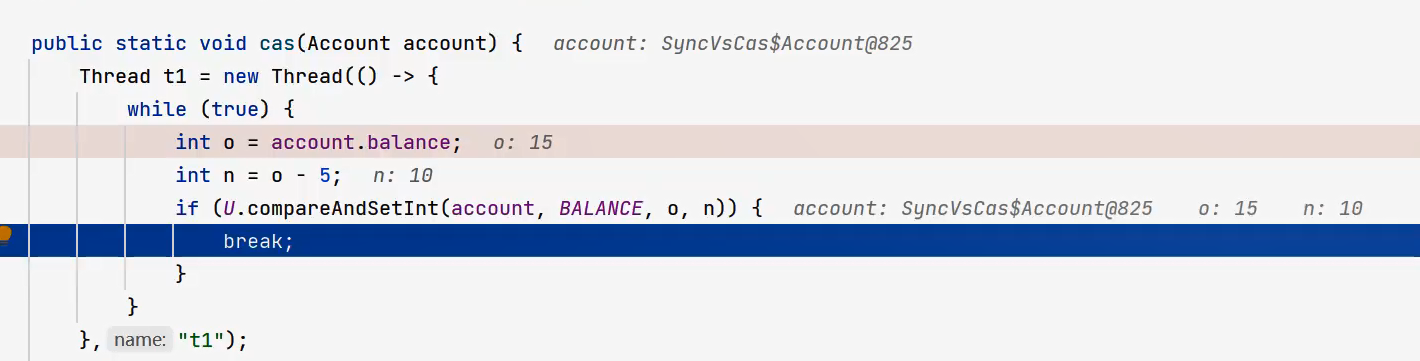 public static void cas(Account account) {   account: SyncVsCas$Account@825
    Thread t1 = new Thread(() -> {
        while (true) {
            int o = account.balance;   o: 15
            int n = o - 5;   n: 10
            if (U.compareAndSetInt(account, BALANCE, o, n)) {   account: SyncVsCas$Account@825    o: 15    n: 10
                break;
            }
        }
    }, name: "t1");